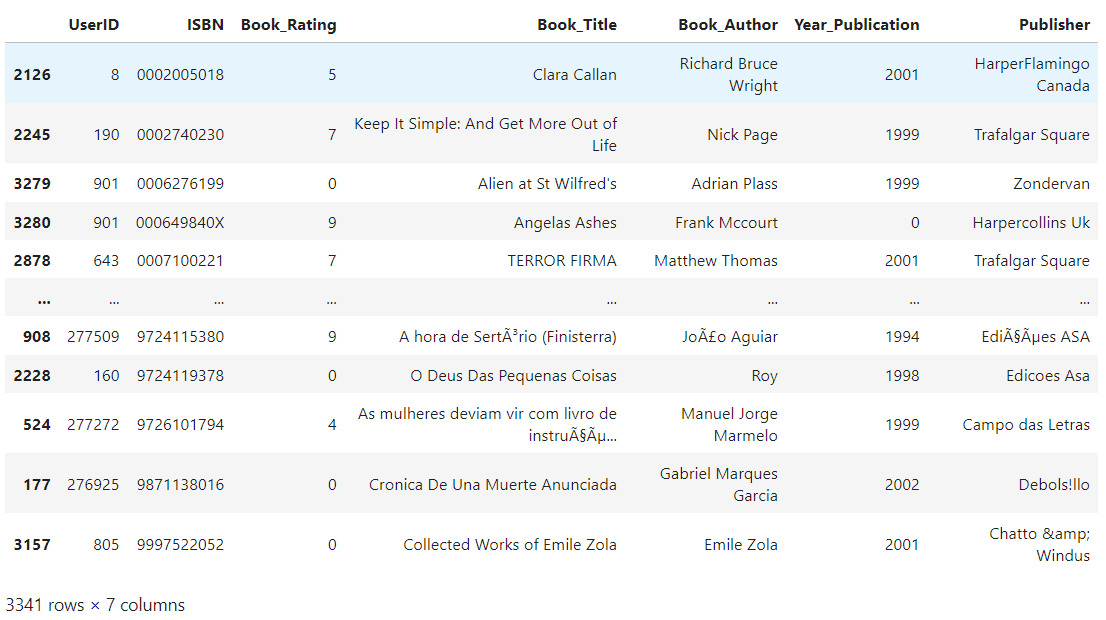 UserID ISBN Book_Rating Book_Title Book_Author Year_Publication Publisher
2126 8 0002005018 5 Clara Callan Richard Bruce Wright 2001 HarperFlamingo Canada
2245 190 0002740230 7 Keep It Simple: And Get More Out of Life Nick Page 1999 Trafalgar Square
3279 901 0006276199 0 Alien at St Wilfred's Adrian Plass 1999 Zondervan
3280 901 000649840X 9 Angelas Ashes Frank Mccourt 0 Harpercollins Uk
2878 643 0007100221 7 TERROR FIRMA Matthew Thomas 2001 Trafalgar Square
... ... ... ... ... ... ... ...
908 277509 9724115380 9 A hora de SertÃ³rio (Finisterra) JoÃ£o Aguiar 1994 EdiÃ§Ãµes ASA
2228 160 9724119378 0 O Deus Das Pequenas Coisas Roy 1998 Edicoes Asa
524 277272 9726101794 4 As mulheres deviam vir com livro de instruÃ§Ãµ... Manuel Jorge Marmelo 1999 Campo das Letras
177 276925 9871138016 0 Cronica De Una Muerte Anunciada Gabriel Marques Garcia 2002 Debols!llo
3157 805 9997522052 0 Collected Works of Emile Zola Emile Zola 2001 Chatto &amp; Windus
3341 rows × 7 columns